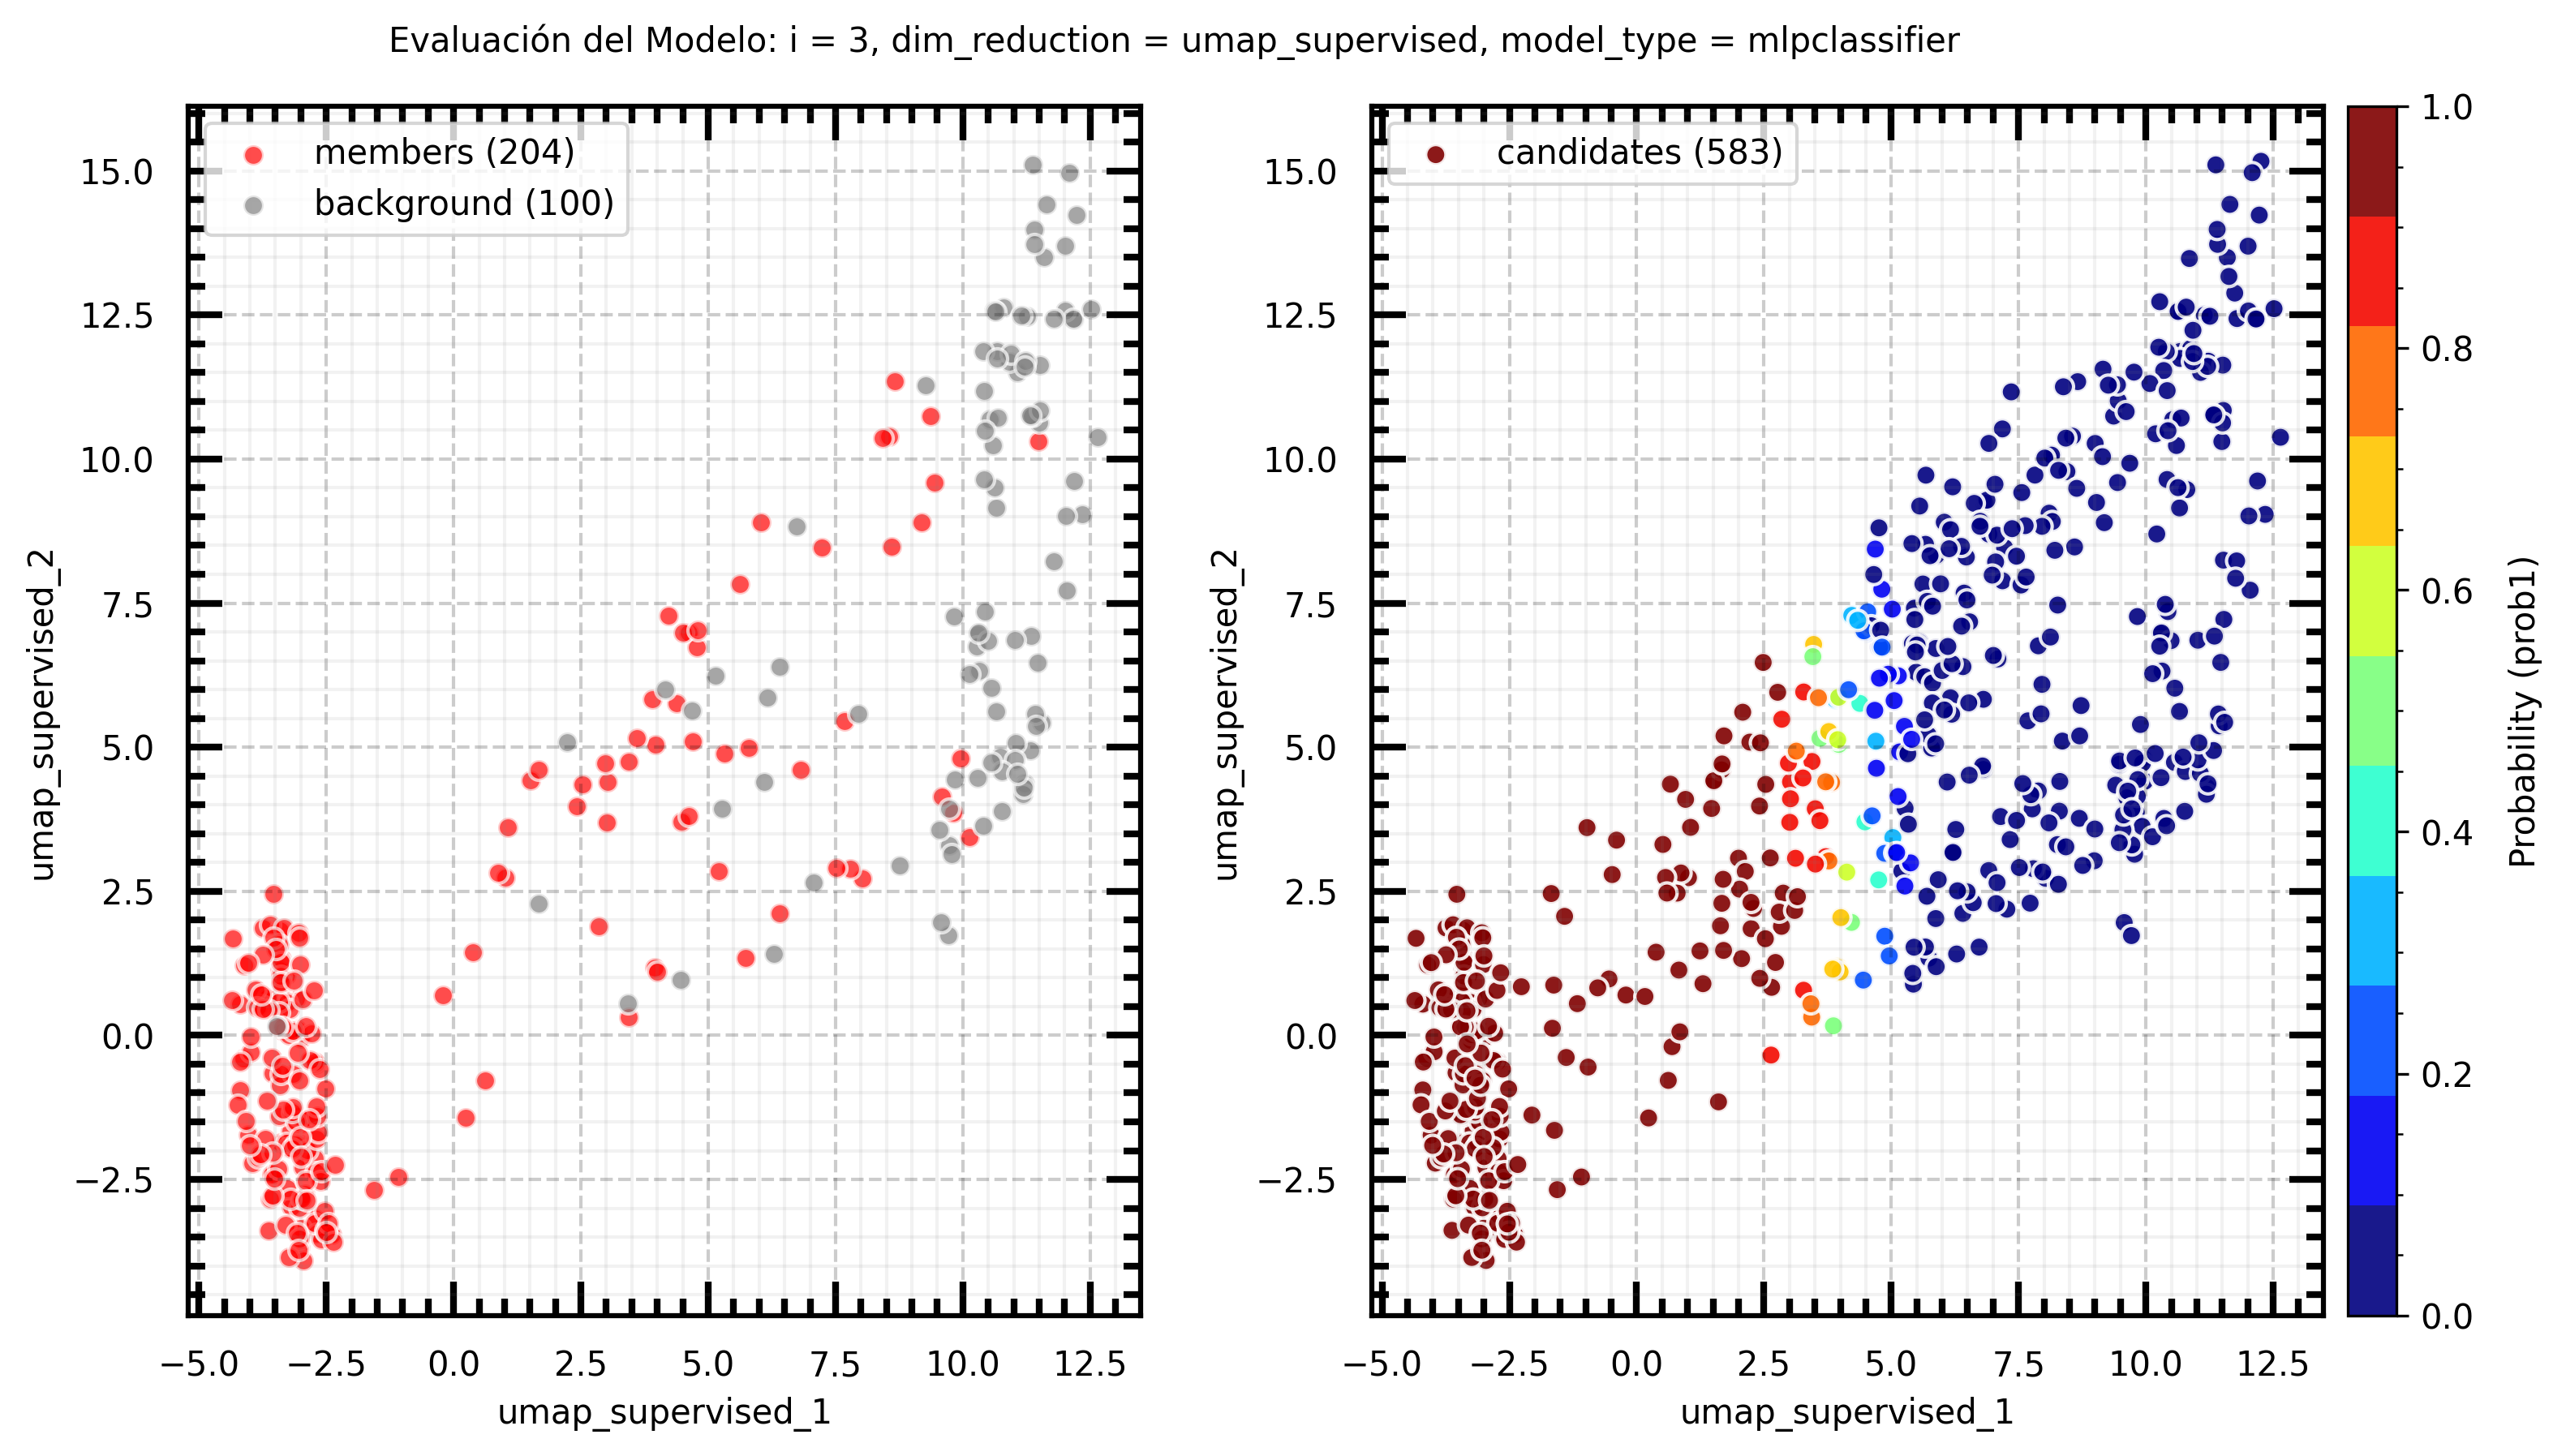 Evaluación del Modelo: i = 3, dim_reduction = umap_supervised, model_type = mlpclassifier
members (204)
background (100)
15.0
12.5
10.0
7.5
5.0
2.5
0.0
−2.5
umap_supervised_2
−5.0 −2.5 0.0 2.5 5.0 7.5 10.0 12.5
umap_supervised_1
candidates (583)
15.0
12.5
10.0
7.5
5.0
2.5
0.0
−2.5
umap_supervised_2
−5.0 −2.5 0.0 2.5 5.0 7.5 10.0 12.5
umap_supervised_1
1.0
0.8
0.6
0.4
0.2
0.0
Probability (prob1)